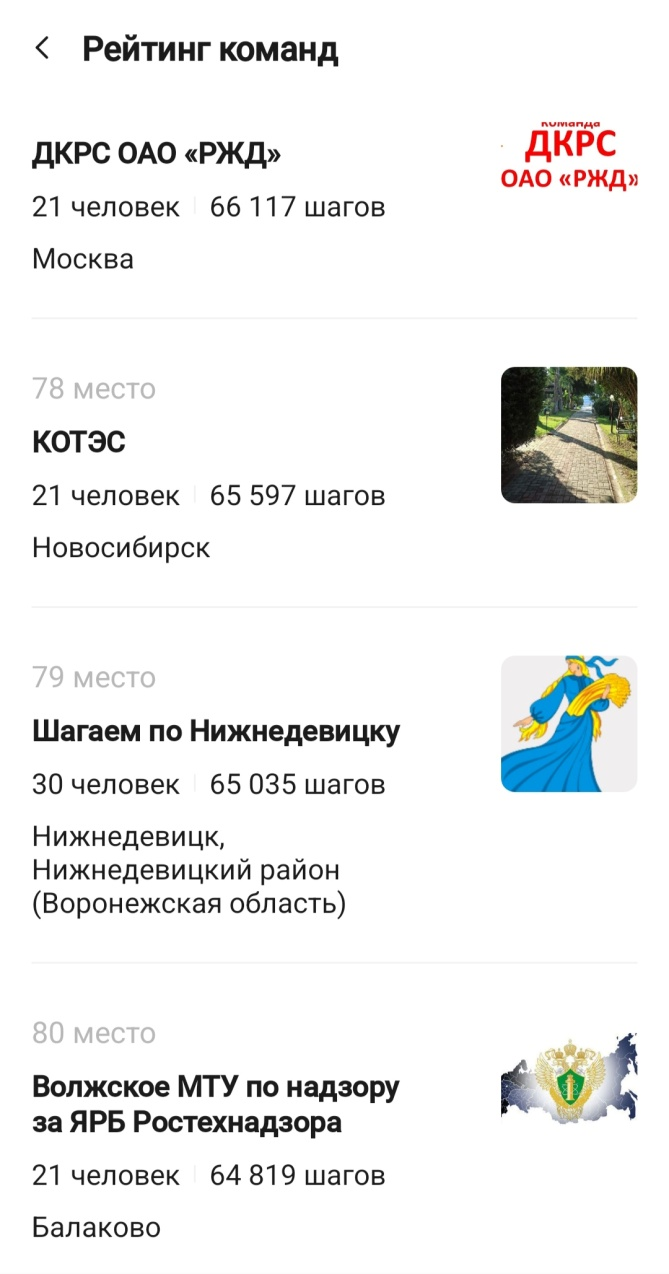 Рейтинг команд
команда
ДКРС ОАО «РЖД»
ДКРС
ОАО «РЖД»
21 человек 66 117 шагов
Москва
78 место
КОТЭС
21 человек 65 597 шагов
Новосибирск
79 место
Шагаем по Нижнедевицку
30 человек 65 035 шагов
Нижнедевицк,
Нижнедевицкий район
(Воронежская область)
80 место
Волжское МТУ по надзору
за ЯРБ Ростехнадзора
21 человек 64 819 шагов
Балаково